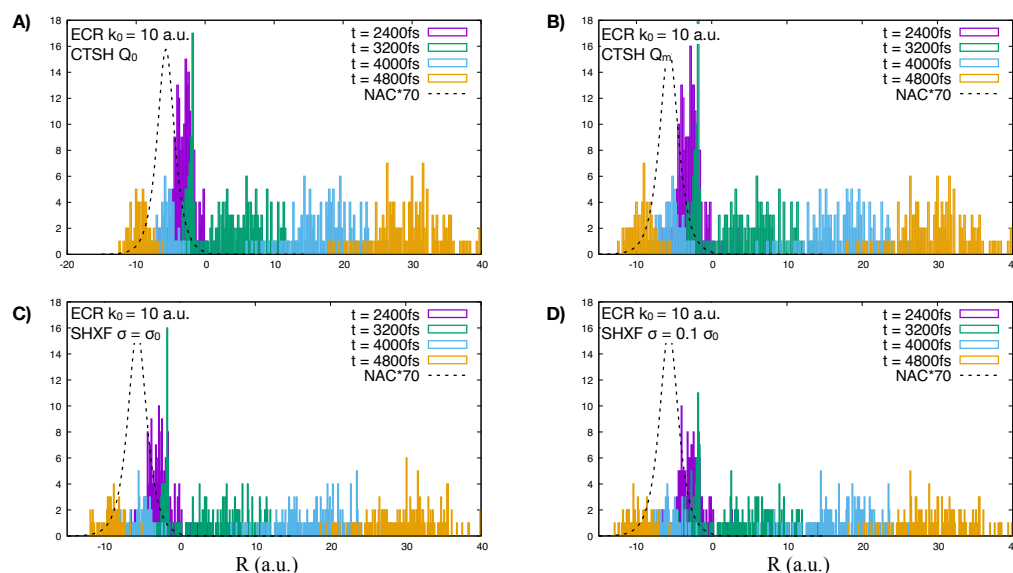 A)
ECR k₀ = 10 a.u.
CTSH Q₀
t = 2400fs
t = 3200fs
t = 4000fs
t = 4800fs
NAC*70
18
16
14
12
10
8
6
4
2
0
-20 -10 0 10 20 30 40
B)
ECR k₀ = 10 a.u.
CTSH Qₘ
t = 2400fs
t = 3200fs
t = 4000fs
t = 4800fs
NAC*70
18
16
14
12
10
8
6
4
2
0
-10 0 10 20 30 40
C)
ECR k₀ = 10 a.u.
SHXF σ = σ₀
t = 2400fs
t = 3200fs
t = 4000fs
t = 4800fs
NAC*70
18
16
14
12
10
8
6
4
2
0
-10 0 10 20 30 40
R (a.u.)
D)
ECR k₀ = 10 a.u.
SHXF σ = 0.1 σ₀
t = 2400fs
t = 3200fs
t = 4000fs
t = 4800fs
NAC*70
18
16
14
12
10
8
6
4
2
0
-10 0 10 20 30 40
R (a.u.)